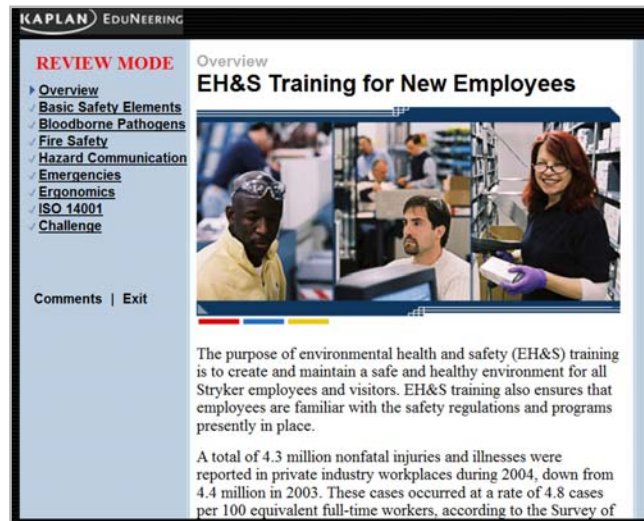 KAPLAN EDUNEERING
REVIEW MODE
Overview
Basic Safety Elements
Bloodborne Pathogens
Fire Safety
Hazard Communication
Emergencies
Ergonomics
ISO 14001
Challenge
Comments | Exit
Overview
EH&S Training for New Employees
The purpose of environmental health and safety (EH&S) training
is to create and maintain a safe and healthy environment for all
Stryker employees and visitors. EH&S training also ensures that
employees are familiar with the safety regulations and programs
presently in place.
A total of 4.3 million nonfatal injuries and illnesses were
reported in private industry workplaces during 2004, down from
4.4 million in 2003. These cases occurred at a rate of 4.8 cases
per 100 equivalent full-time workers, according to the Survey of